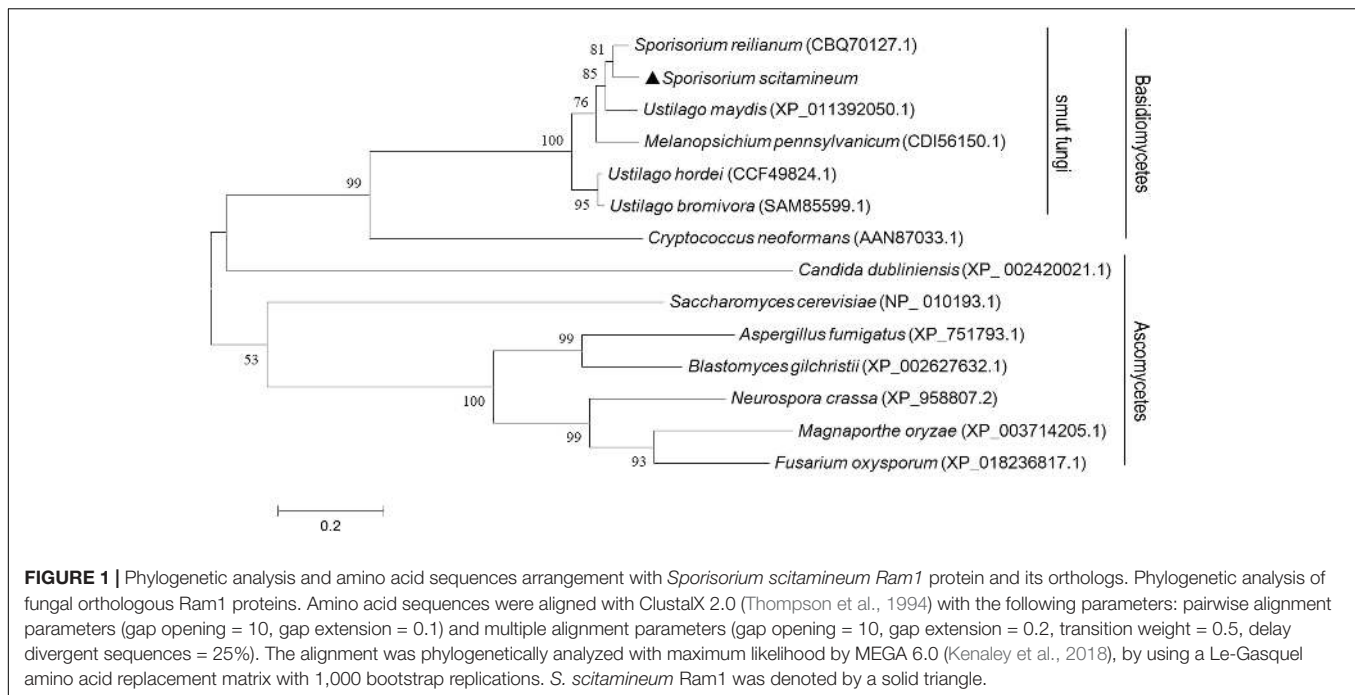 81
Sporisorium reilianum (CBQ70127.1)
85
▲Sporisorium scitamineum
76
Ustilago maydis (XP_011392050.1)
100
Melanopsichium pennsylvanicum (CDI56150.1)
Ustilago hordei (CCF49824.1)
99
95
Ustilago bromivora (SAM85599.1)
Cryptococcus neoformans (AAN87033.1)
smut fungi
Basidiomycetes
Candida dubliniensis (XP_ 002420021.1)
Saccharomyces cerevisiae (NP_ 010193.1)
53
99
Aspergillus fumigatus (XP_751793.1)
Blastomyces gilchristii (XP_002627632.1)
100
Neurospora crassa (XP_958807.2)
99
Magnaporthe oryzae (XP_003714205.1)
93
Fusarium oxysporum (XP_018236817.1)
Ascomycetes
0.2
FIGURE 1 | Phylogenetic analysis and amino acid sequences arrangement with Sporisorium scitamineum Ram1 protein and its orthologs. Phylogenetic analysis of
fungal orthologous Ram1 proteins. Amino acid sequences were aligned with ClustalX 2.0 (Thompson et al., 1994) with the following parameters: pairwise alignment
parameters (gap opening = 10, gap extension = 0.1) and multiple alignment parameters (gap opening = 10, gap extension = 0.2, transition weight = 0.5, delay
divergent sequences = 25%). The alignment was phylogenetically analyzed with maximum likelihood by MEGA 6.0 (Kenaley et al., 2018), by using a Le-Gasquel
amino acid replacement matrix with 1,000 bootstrap replications. S. scitamineum Ram1 was denoted by a solid triangle.